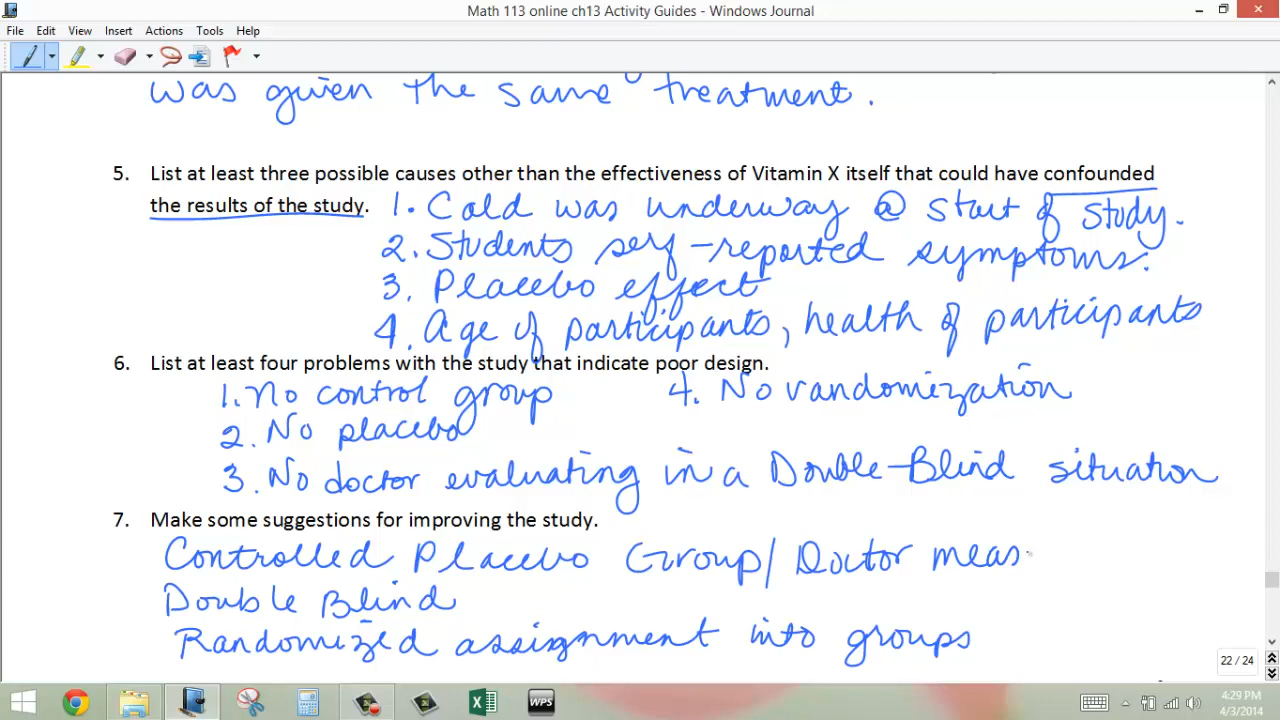 Math 113 online ch13 Activity Guides - Windows Journal
File Edit View Insert Actions Tools Help
was given the same treatment.
5. List at least three possible causes other than the effectiveness of Vitamin X itself that could have confounded
the results of the study. 1. Cold was underway @ start of study.
2. Students self-reported symptoms.
3. Placebo effect
4. Age of participants, health of participants
6. List at least four problems with the study that indicate poor design.
1. No control group 4. No randomization
2. No placebo
3. No doctor evaluating in a Double-Blind situation
7. Make some suggestions for improving the study.
Controlled Placebo Group/ Doctor meas
Double Blind
Randomized assignment into groups
22 / 24
WPS
4:29 PM
4/3/2014